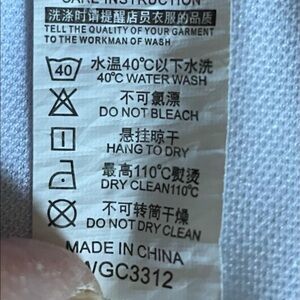 CARE INSTRUCTION
洗涤时请提醒店员衣服的品质
TELL THE QUALITY OF YOUR GARMENT
TO THE WORKMAN OF WASH
40 水温40°C以下水洗
40°C WATER WASH
不可氯漂
DO NOT BLEACH
悬挂晾干
HANG TO DRY
最高110°C熨烫
DRY CLEAN110°C
不可转筒干燥
DO NOT DRY CLEAN
MADE IN CHINA
WGC3312